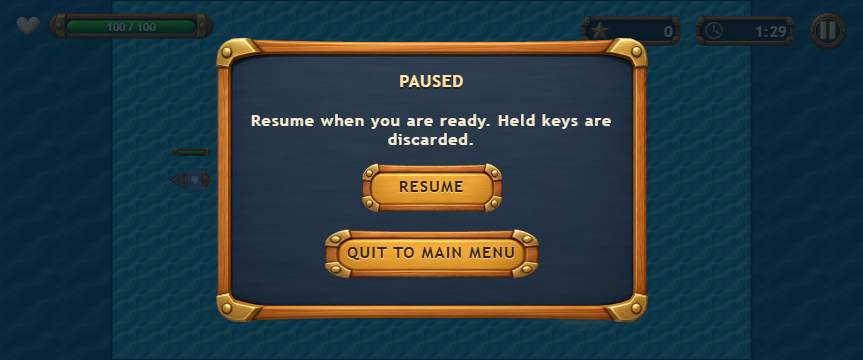 100 / 100
0
1:29
PAUSED
Resume when you are ready. Held keys are
discarded.
RESUME
QUIT TO MAIN MENU